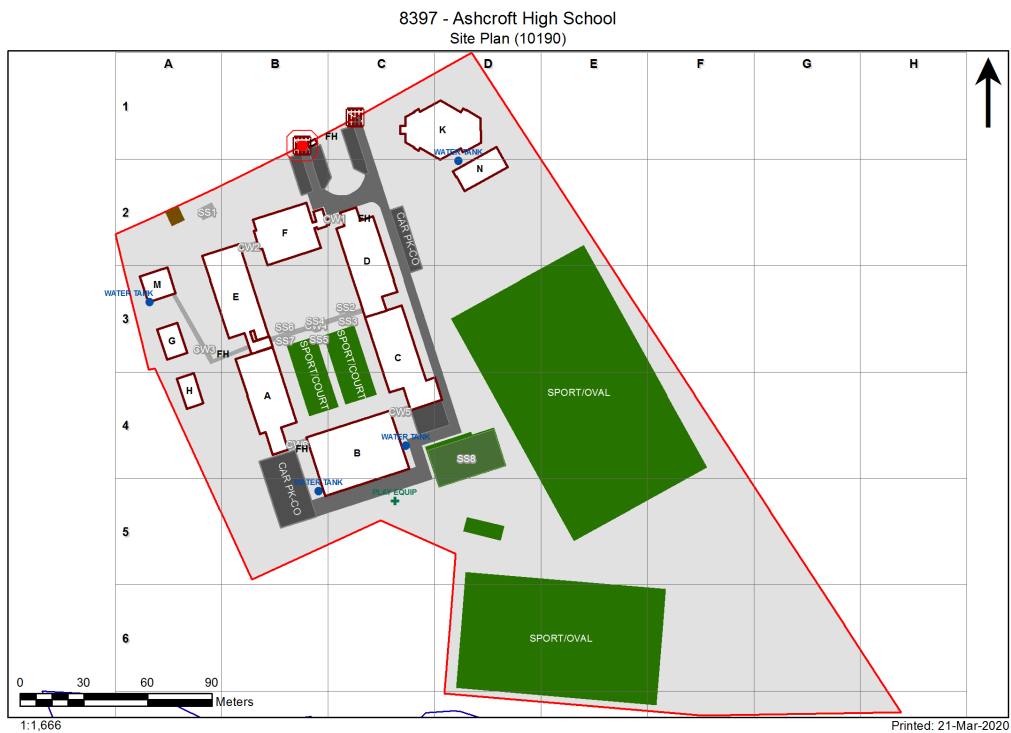 8397 - Ashcroft High School
Site Plan (10190)
A B C D E F G H
1
K
FH
WATER TANK
N
2
SS1
CW1
FH
CAR PK-CO
F
CW2
D
M
WATER TANK
E
3
SS2
SS4
SS3
SS6
SS7
SS5
G
CW3
FH
C
SPORT/COURT
SPORT/COURT
H
A
SPORT/OVAL
4
CW5
WATER TANK
FH
B
SS8
CAR PK-CO
WATER TANK
PLAY EQUIP
5
6
SPORT/OVAL
0 30 60 90
Meters
1:1,666
Printed: 21-Mar-2020